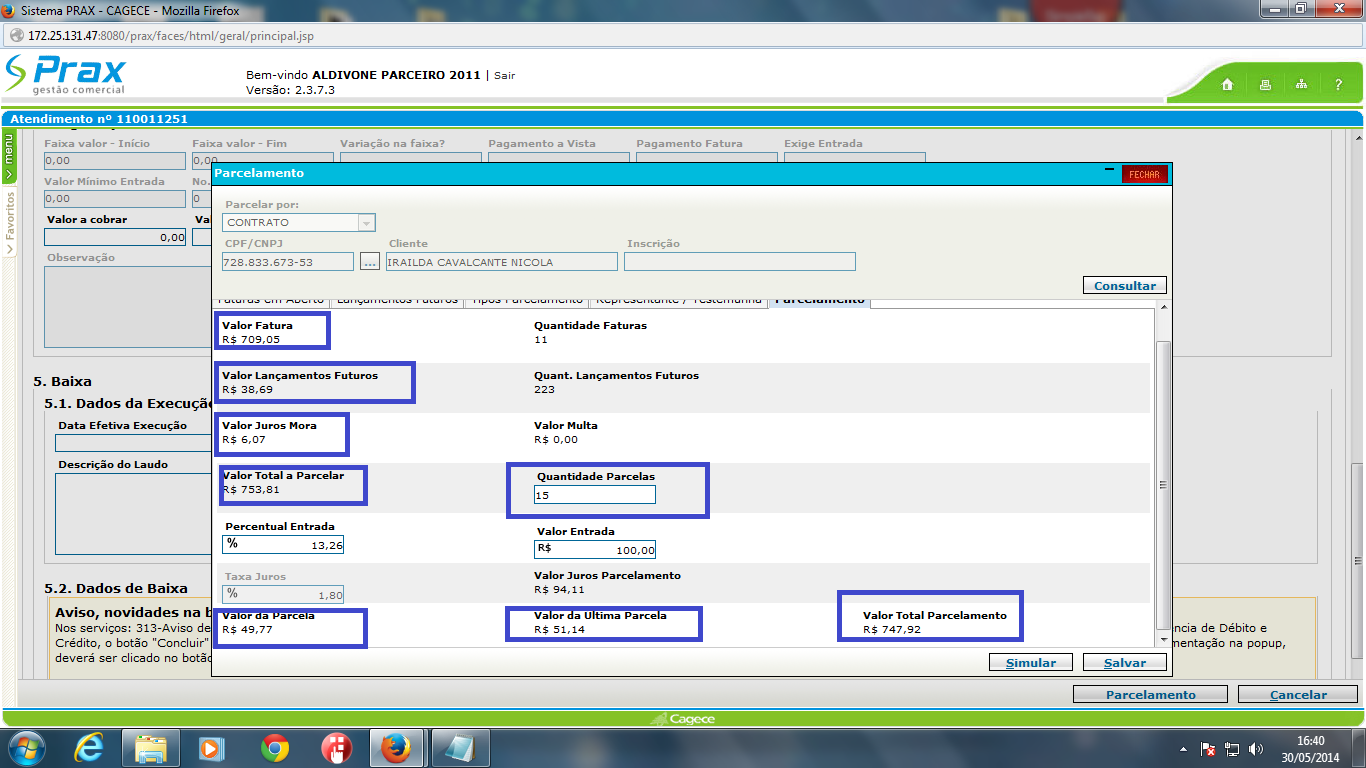 Sistema PRAX - CAGECE - Mozilla Firefox
172.25.131.47:8080/prax/faces/html/geral/principal.jsp
Prax
gestão comercial
Bem-vindo ALDIVONE PARCEIRO 2011 | Sair
Versão: 2.3.7.3
?
Atendimento nº 110011251
menu
Favoritos
Faixa valor - Início Faixa valor - Fim Variação na faixa? Pagamento a Vista Pagamento Fatura Exige Entrada
0,00 0,00
Valor Mínimo Entrada No.
0,00 0
Valor a cobrar
0,00
Observação
Parcelamento
FECHAR
Parcelar por:
CONTRATO
CPF/CNPJ Cliente Inscrição
728.833.673-53 ... IRAILDA CAVALCANTE NICOLA
Consultar
Faturas em Aberto Lançamentos Futuros Tipos Parcelamento Representante / Testemunha Parcelamento
Valor Fatura Quantidade Faturas
R$ 709,05 11
Valor Lançamentos Futuros Quant. Lançamentos Futuros
R$ 38,69 223
Valor Juros Mora Valor Multa
R$ 6,07 R$ 0,00
Valor Total a Parcelar Quantidade Parcelas
R$ 753,81 15
Percentual Entrada Valor Entrada
% 13,26 R$ 100,00
Taxa Juros Valor Juros Parcelamento
% 1,80 R$ 94,11
Valor da Parcela Valor da Ultima Parcela Valor Total Parcelamento
R$ 49,77 R$ 51,14 R$ 747,92
Simular Salvar
5. Baixa
5.1. Dados da Execução
Data Efetiva Execução
Descrição do Laudo
5.2. Dados de Baixa
Aviso, novidades na b
Nos serviços: 313-Aviso de ncia de Débito e
Crédito, o botão "Concluir" mentação na popup,
deverá ser clicado no botão
Parcelamento Cancelar
Cagece
16:40
30/05/2014